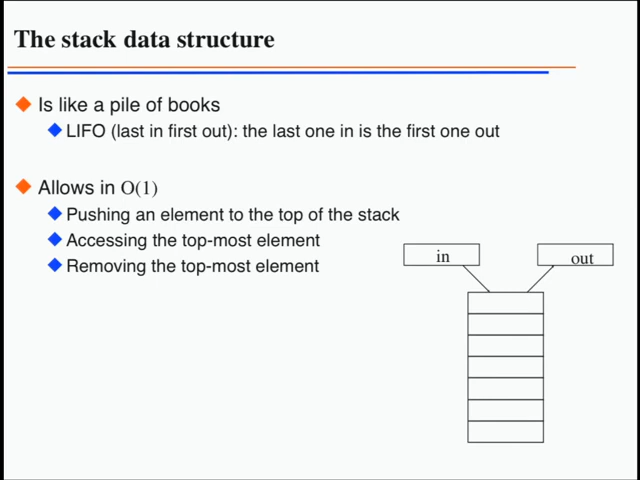 The stack data structure
Is like a pile of books
LIFO (last in first out): the last one in is the first one out
Allows in O(1)
Pushing an element to the top of the stack
Accessing the top-most element
Removing the top-most element
in
out